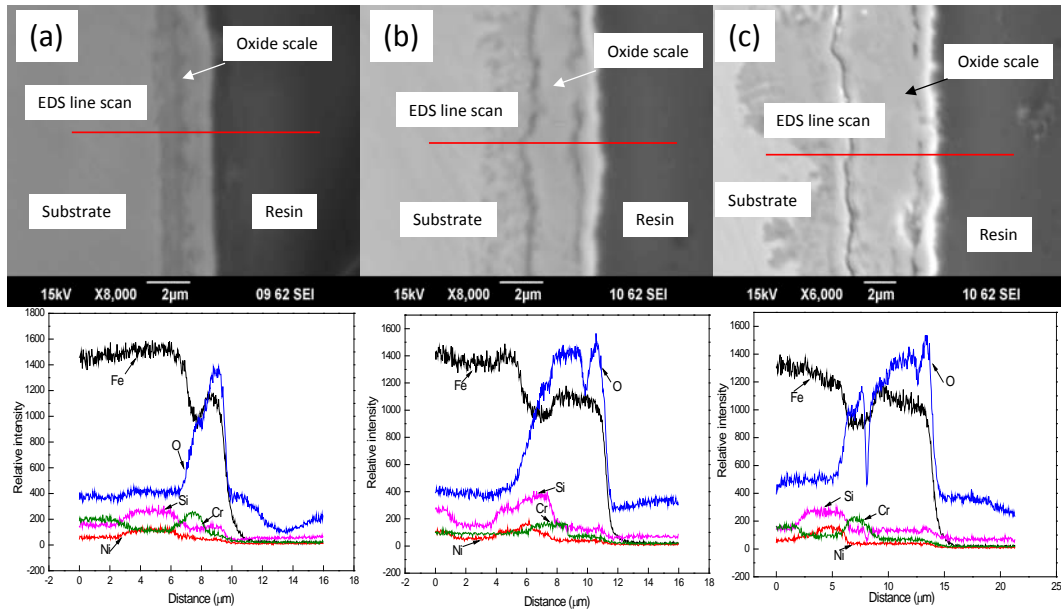 (a)
Oxide scale
EDS line scan
Substrate
Resin
15kV X8,000 2μm 09 62 SEI
(b)
Oxide scale
EDS line scan
Substrate
Resin
15kV X8,000 2μm 10 62 SEI
(c)
Oxide scale
EDS line scan
Substrate
Resin
15kV X6,000 2μm 10 62 SEI
1800
1600
1400
1200
1000
800
600
400
200
0
-200
Relative intensity
Fe
O
Si
Cr
Ni
0 2 4 6 8 10 12 14 16 18
Distance (μm)
1600
1400
1200
1000
800
600
400
200
0
-200
Relative intensity
Fe
O
Si
Cr
Ni
0 2 4 6 8 10 12 14 16 18
Distance (μm)
1600
1400
1200
1000
800
600
400
200
0
-200
Relative intensity
Fe
O
Si
Cr
Ni
0 5 10 15 20 25
Distance (μm)